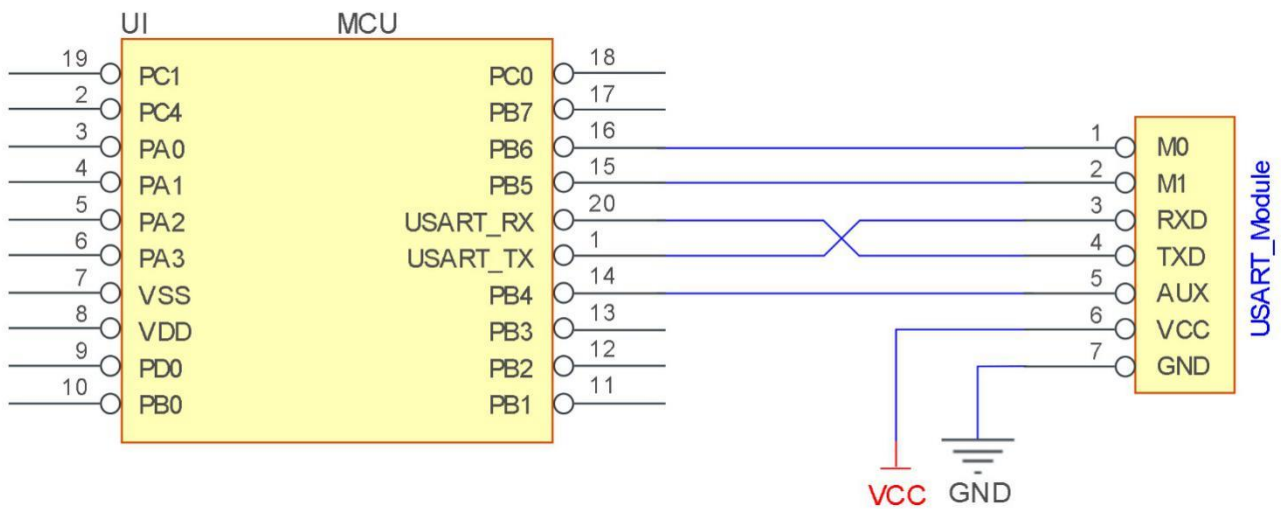 UI MCU
19 PC1 PC0 18
2 PC4 PB7 17
3 PA0 PB6 16 1 M0
4 PA1 PB5 15 2 M1
5 PA2 USART_RX 20 3 RXD
6 PA3 USART_TX 1 4 TXD
7 VSS PB4 14 5 AUX
8 VDD PB3 13 6 VCC
9 PD0 PB2 12 7 GND
10 PB0 PB1 11
USART_Module
VCC GND